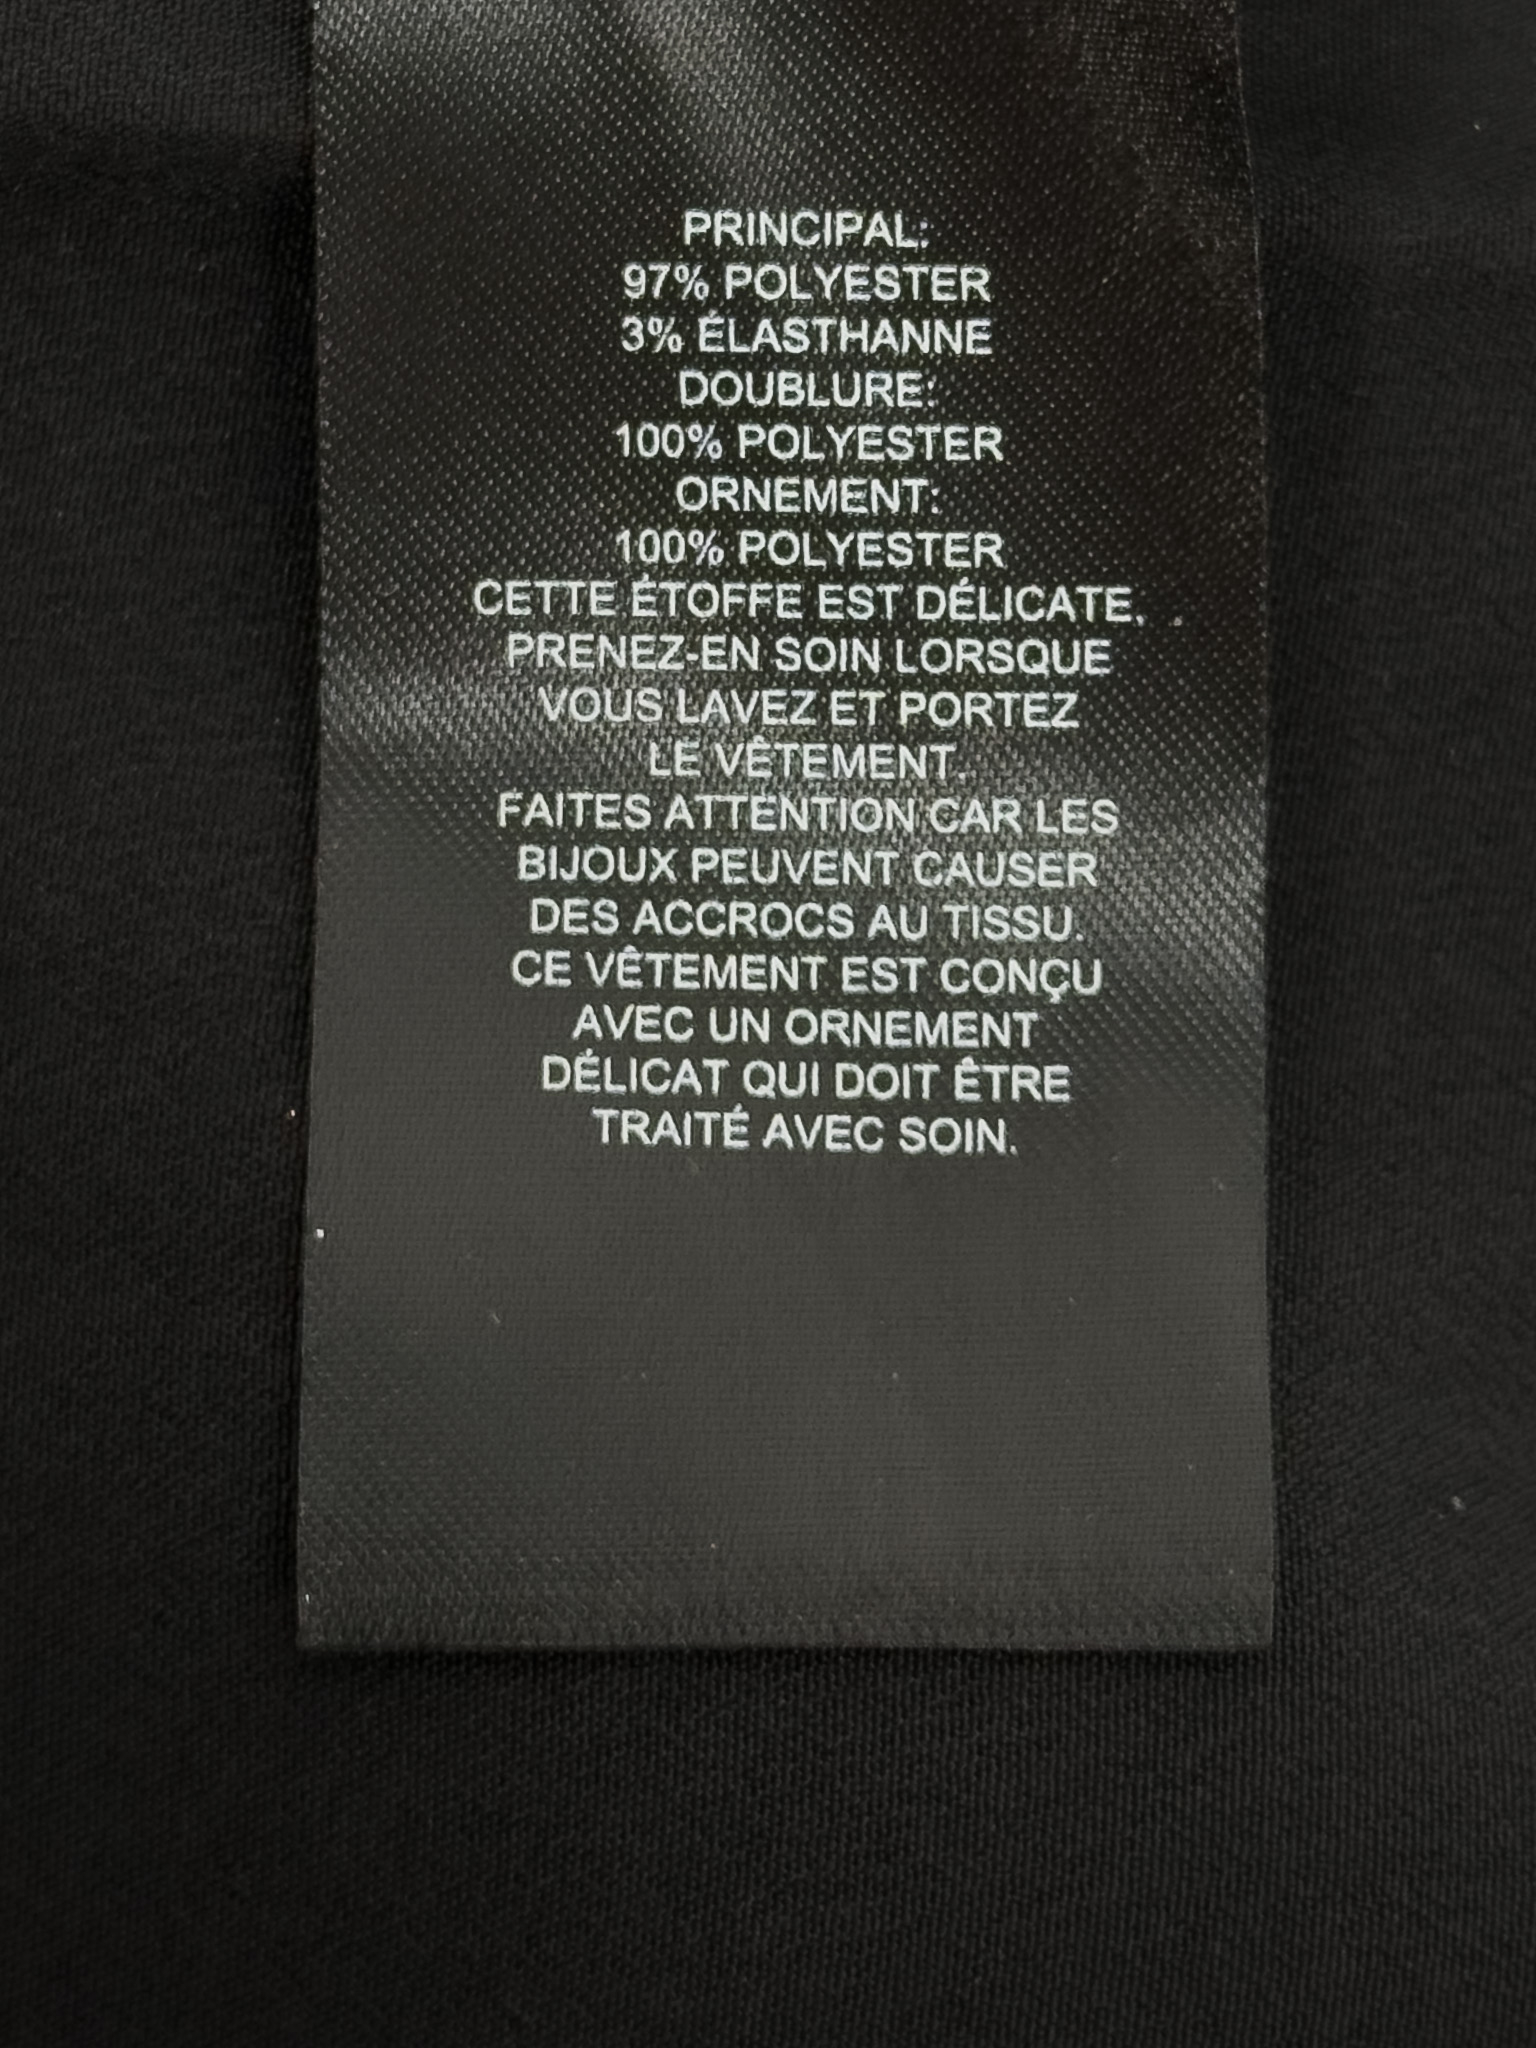 PRINCIPAL:
97% POLYESTER
3% ÉLASTHANNE
DOUBLURE:
100% POLYESTER
ORNEMENT:
100% POLYESTER
CETTE ÉTOFFE EST DÉLICATE.
PRENEZ-EN SOIN LORSQUE
VOUS LAVEZ ET PORTEZ
LE VÊTEMENT.
FAITES ATTENTION CAR LES
BIJOUX PEUVENT CAUSER
DES ACCROCS AU TISSU.
CE VÊTEMENT EST CONÇU
AVEC UN ORNEMENT
DÉLICAT QUI DOIT ÊTRE
TRAITÉ AVEC SOIN.